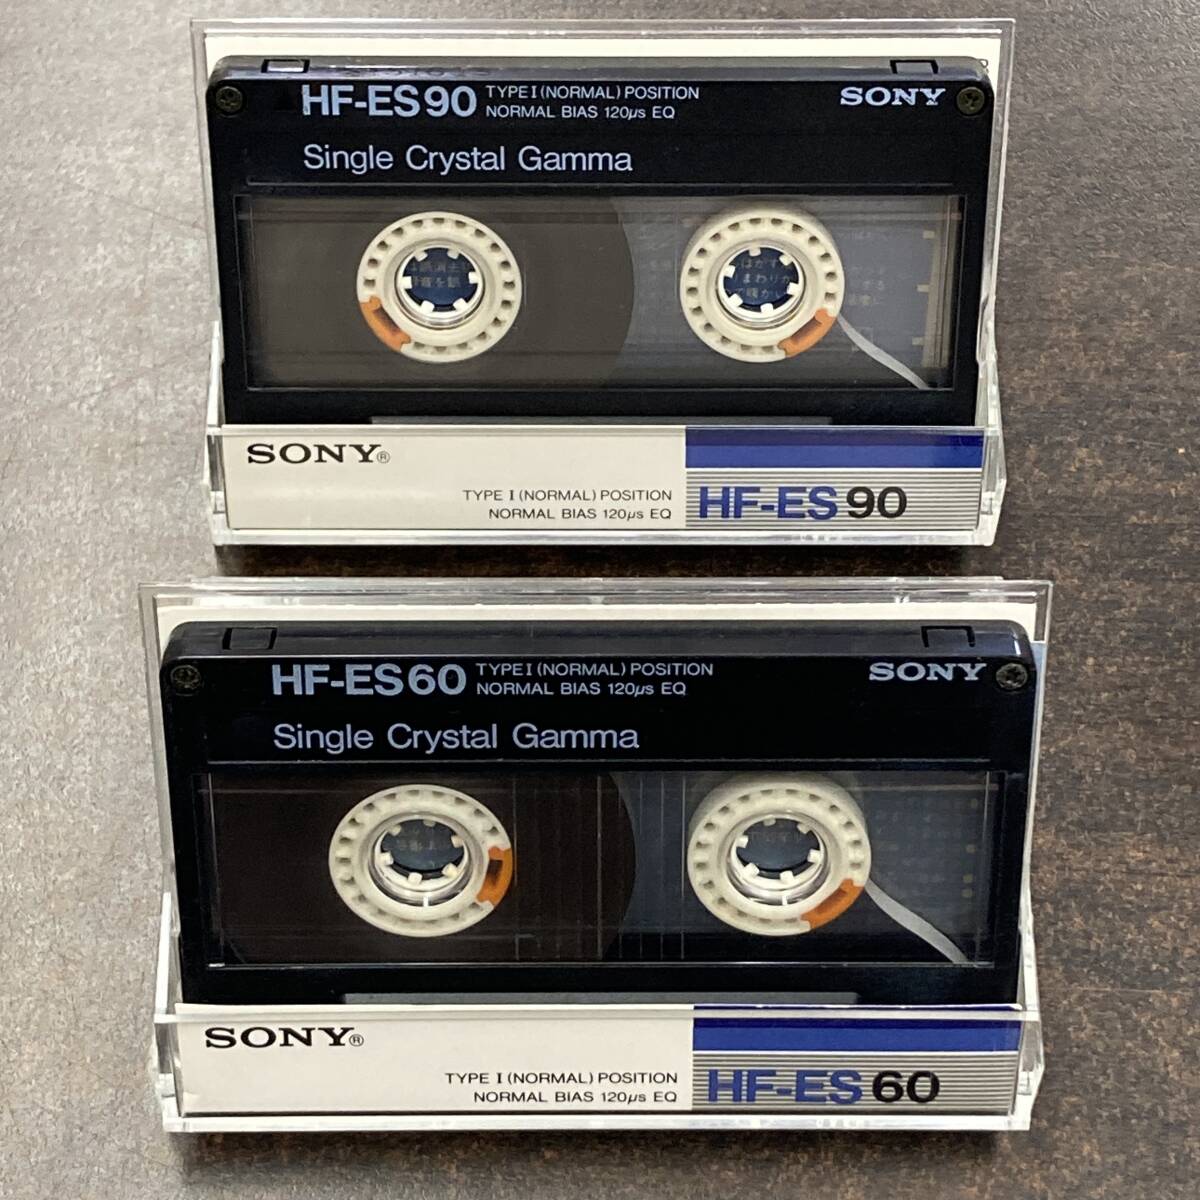 HF-ES90 TYPE I (NORMAL) POSITION SONY
NORMAL BIAS 120µs EQ
Single Crystal Gamma
SONY®
TYPE I (NORMAL) POSITION
NORMAL BIAS 120µs EQ
HF-ES 90
HF-ES60 TYPE I (NORMAL) POSITION SONY
NORMAL BIAS 120µs EQ
Single Crystal Gamma
SONY®
TYPE I (NORMAL) POSITION
NORMAL BIAS 120µs EQ
HF-ES 60